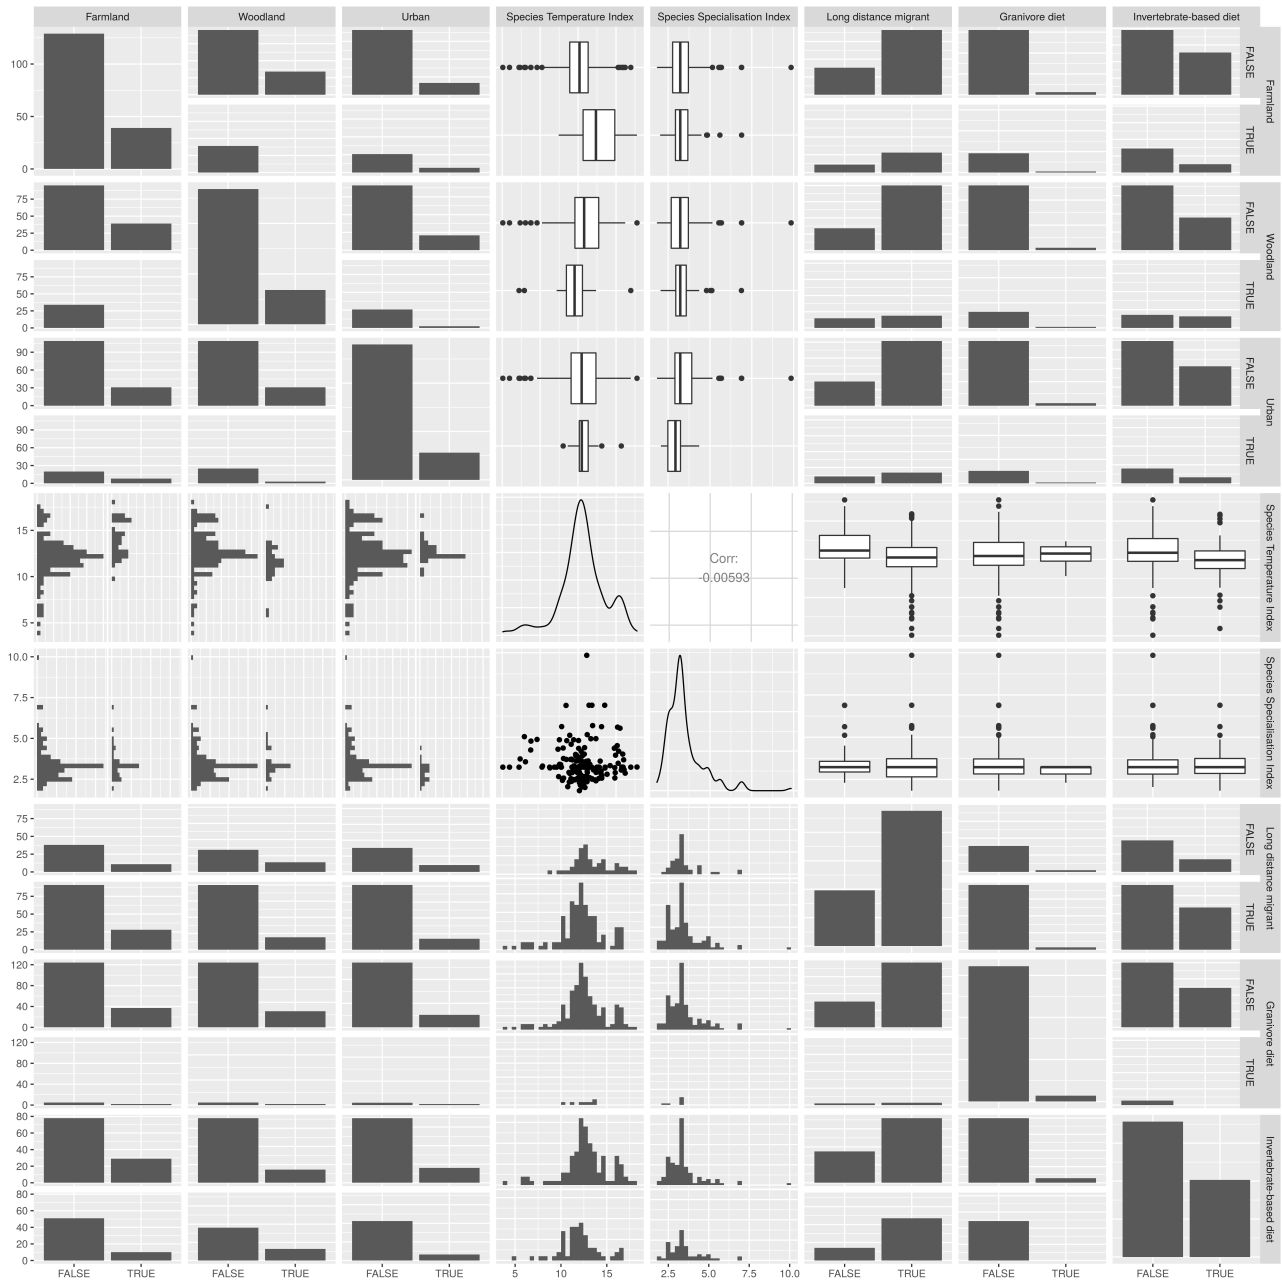 Farmland
Woodland
Urban
Species Temperature Index
Species Specialisation Index
Long distance migrant
Granivore diet
Invertebrate-based diet
100
50
0
FALSE
TRUE
Farmland
75
50
25
0
75
50
25
0
FALSE
TRUE
Woodland
90
60
30
0
90
60
30
0
FALSE
TRUE
Urban
15
10
5
Corr:
-0.00593
Species Temperature Index
10.0
7.5
5.0
2.5
Species Specialisation Index
75
50
25
0
75
50
25
0
FALSE
TRUE
Long distance migrant
120
80
40
0
120
80
40
0
FALSE
TRUE
Granivore diet
80
60
40
20
0
80
60
40
20
0
Invertebrate-based diet
FALSE TRUE FALSE TRUE FALSE TRUE 5 10 15 2.5 5.0 7.5 10.0 FALSE TRUE FALSE TRUE FALSE TRUE